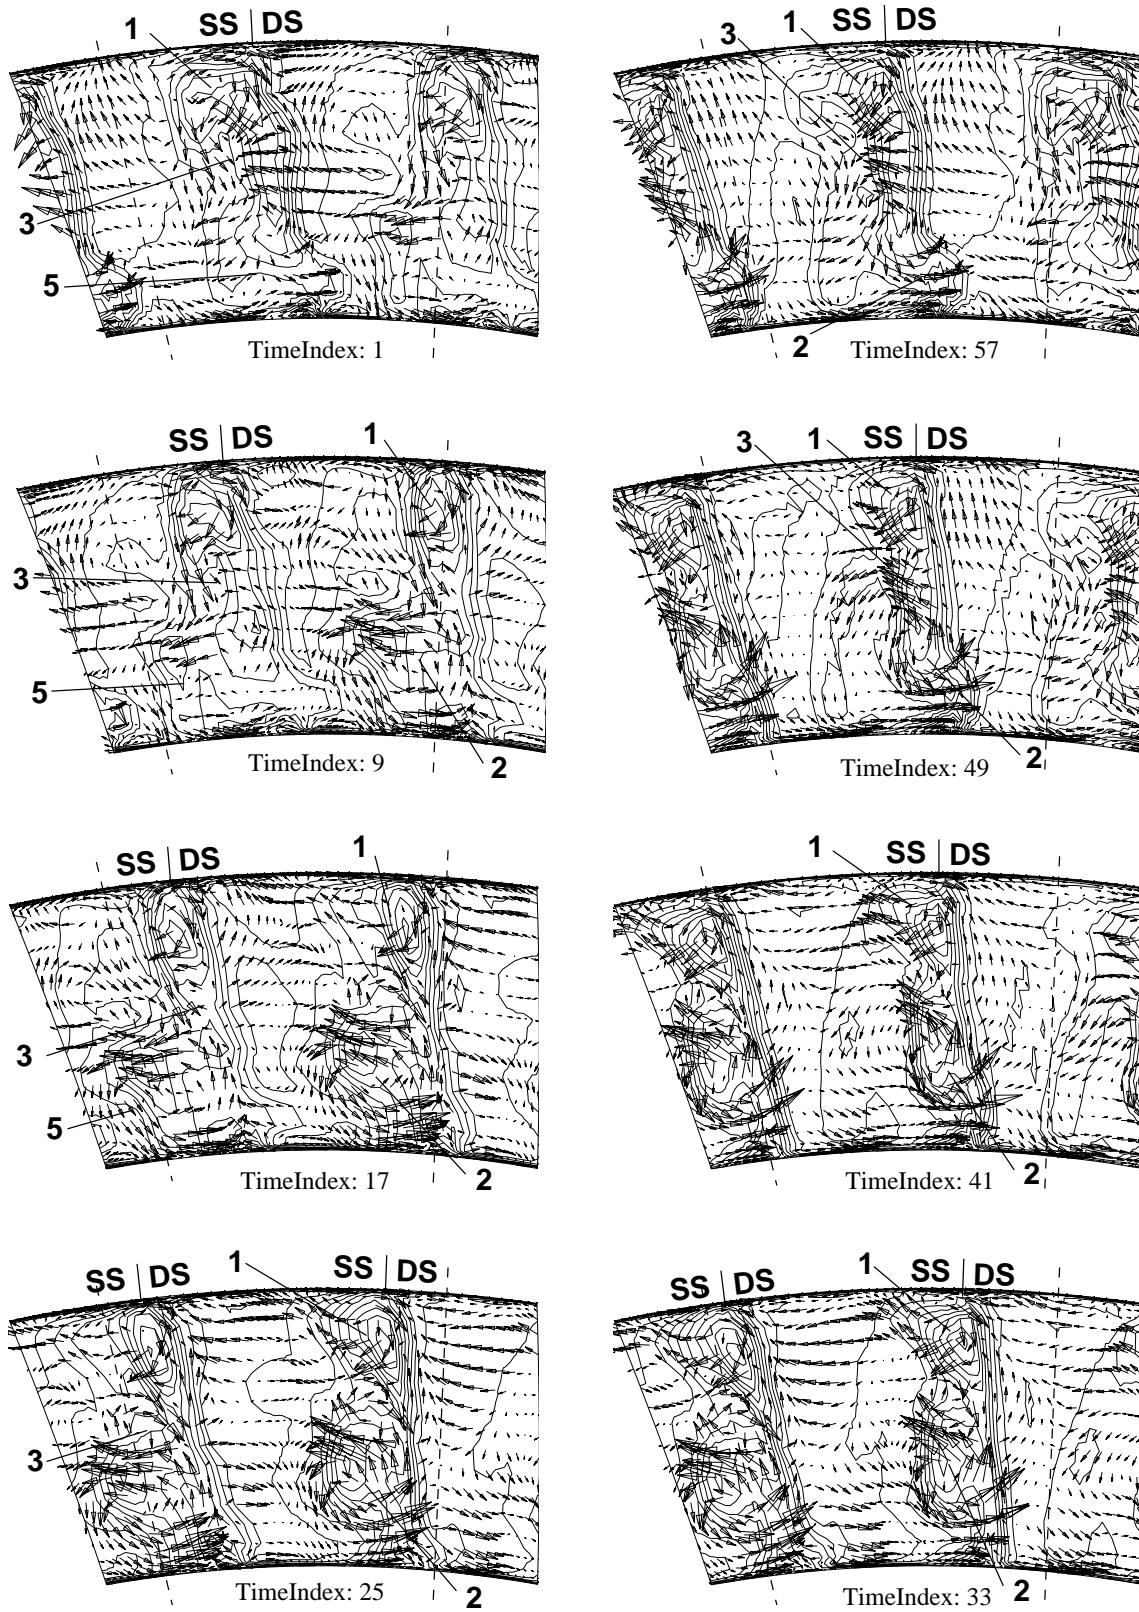 1 SS DS
3
5
TimeIndex: 1
3 1 SS DS
2
TimeIndex: 57
SS DS 1
3
5
TimeIndex: 9
2
3 1 SS DS
2
TimeIndex: 49
SS DS 1
3
5
TimeIndex: 17
2
1 SS DS
2
TimeIndex: 41
SS DS 1 SS DS
3
TimeIndex: 25
2
SS DS 1 SS DS
TimeIndex: 33
2